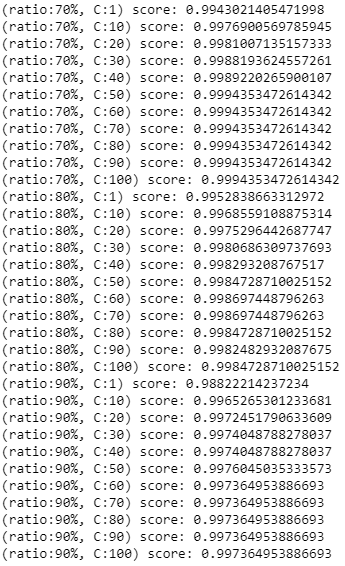 (ratio:70%, C:1) score: 0.9943021405471998
(ratio:70%, C:10) score: 0.9976900569785945
(ratio:70%, C:20) score: 0.9981007135157333
(ratio:70%, C:30) score: 0.9988193624557261
(ratio:70%, C:40) score: 0.9989220265900107
(ratio:70%, C:50) score: 0.9994353472614342
(ratio:70%, C:60) score: 0.9994353472614342
(ratio:70%, C:70) score: 0.9994353472614342
(ratio:70%, C:80) score: 0.9994353472614342
(ratio:70%, C:90) score: 0.9994353472614342
(ratio:70%, C:100) score: 0.9994353472614342
(ratio:80%, C:1) score: 0.9952838663312972
(ratio:80%, C:10) score: 0.9968559108875314
(ratio:80%, C:20) score: 0.9975296442687747
(ratio:80%, C:30) score: 0.9980686309737693
(ratio:80%, C:40) score: 0.998293208767517
(ratio:80%, C:50) score: 0.9984728710025152
(ratio:80%, C:60) score: 0.998697448796263
(ratio:80%, C:70) score: 0.998697448796263
(ratio:80%, C:80) score: 0.9984728710025152
(ratio:80%, C:90) score: 0.9982482932087675
(ratio:80%, C:100) score: 0.9984728710025152
(ratio:90%, C:1) score: 0.98822214237234
(ratio:90%, C:10) score: 0.9965265301233681
(ratio:90%, C:20) score: 0.9972451790633609
(ratio:90%, C:30) score: 0.9974048788278037
(ratio:90%, C:40) score: 0.9974048788278037
(ratio:90%, C:50) score: 0.9976045035333573
(ratio:90%, C:60) score: 0.997364953886693
(ratio:90%, C:70) score: 0.997364953886693
(ratio:90%, C:80) score: 0.997364953886693
(ratio:90%, C:90) score: 0.997364953886693
(ratio:90%, C:100) score: 0.997364953886693